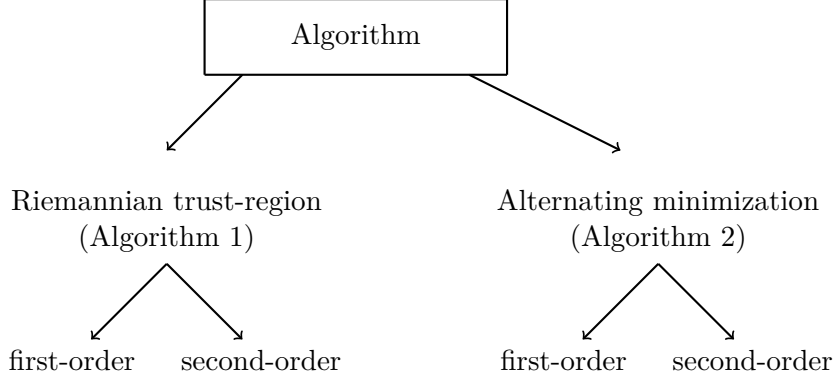 Algorithm
Riemannian trust-region
(Algorithm 1)
Alternating minimization
(Algorithm 2)
first-order
second-order
first-order
second-order